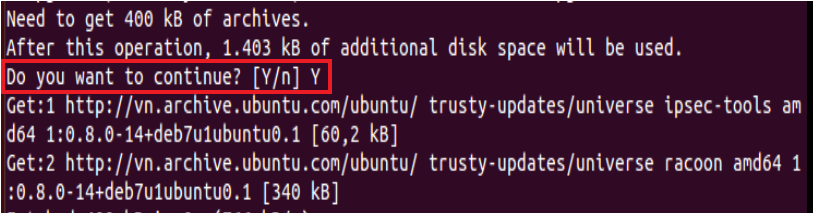 Need to get 400 kB of archives.
After this operation, 1.403 kB of additional disk space will be used.
Do you want to continue? [Y/n] Y
Get:1 http://vn.archive.ubuntu.com/ubuntu/ trusty-updates/universe ipsec-tools am
d64 1:0.8.0-14+deb7u1ubuntu0.1 [60,2 kB]
Get:2 http://vn.archive.ubuntu.com/ubuntu/ trusty-updates/universe racoon amd64 1
:0.8.0-14+deb7u1ubuntu0.1 [340 kB]